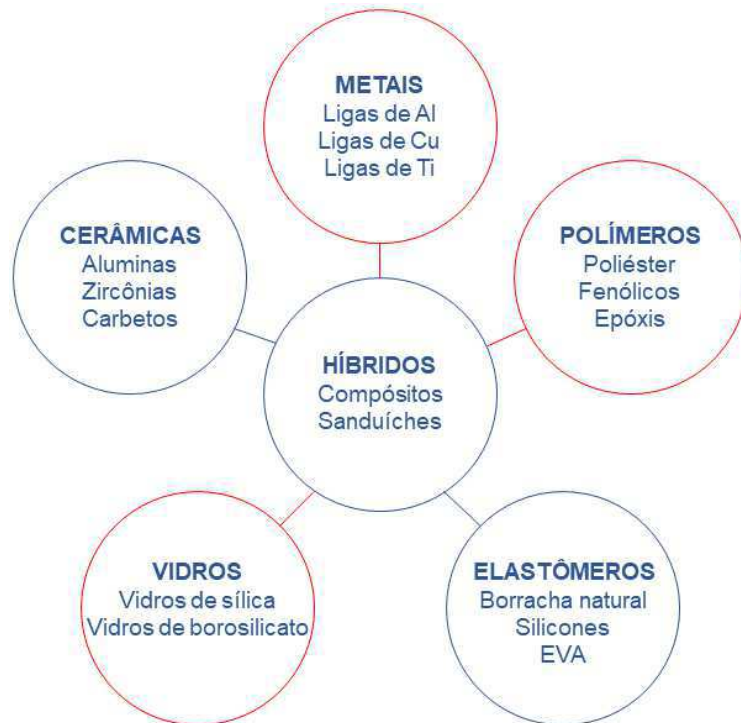 METAIS
Ligas de Al
Ligas de Cu
Ligas de Ti
CERÂMICAS
Aluminas
Zircônias
Carbetos
POLÍMEROS
Poliéster
Fenólicos
Epóxis
HÍBRIDOS
Compósitos
Sanduíches
VIDROS
Vidros de sílica
Vidros de borosilicato
ELASTÔMEROS
Borracha natural
Silicones
EVA